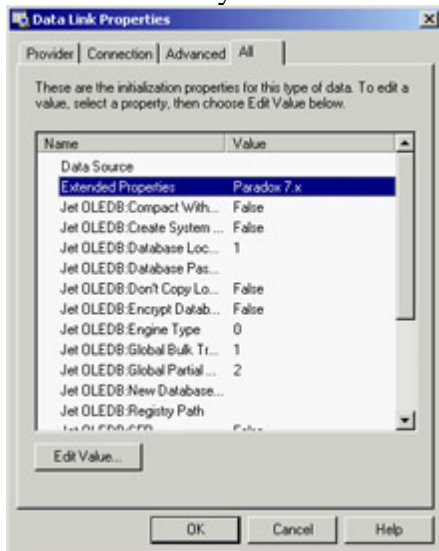 Data Link Properties
Provider Connection Advanced All
These are the initialization properties for this type of data. To edit a
value, select a property, then choose Edit Value below.
Name Value
Data Source
Extended Properties Paradox 7.x
Jet OLEDB:Compact With... False
Jet OLEDB:Create System ... False
Jet OLEDB:Database Loc... 1
Jet OLEDB:Database Pas...
Jet OLEDB:Don't Copy Lo... False
Jet OLEDB:Encrypt Datab... False
Jet OLEDB:Engine Type 0
Jet OLEDB:Global Bulk Tr... 1
Jet OLEDB:Global Partial ... 2
Jet OLEDB:New Database...
Jet OLEDB:Registry Path
Jet OLEDB:SFP False
Edit Value...
OK Cancel Help